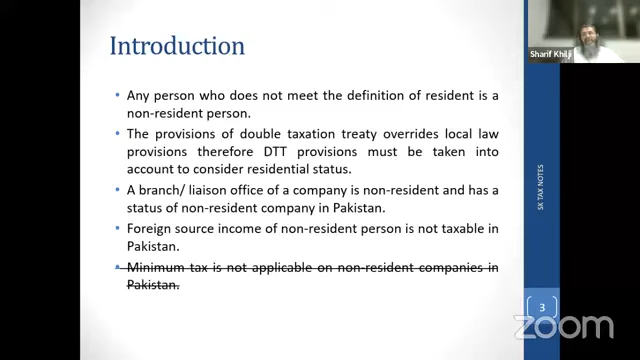 Introduction
Sharif Khilji
• Any person who does not meet the definition of resident is a
non-resident person.
• The provisions of double taxation treaty overrides local law
provisions therefore DTT provisions must be taken into
account to consider residential status.
• A branch/ liaison office of a company is non-resident and has a
status of non-resident company in Pakistan.
• Foreign source income of non-resident person is not taxable in
Pakistan.
• Minimum tax is not applicable on non-resident companies in
Pakistan.
SK TAX NOTES
3
zoom